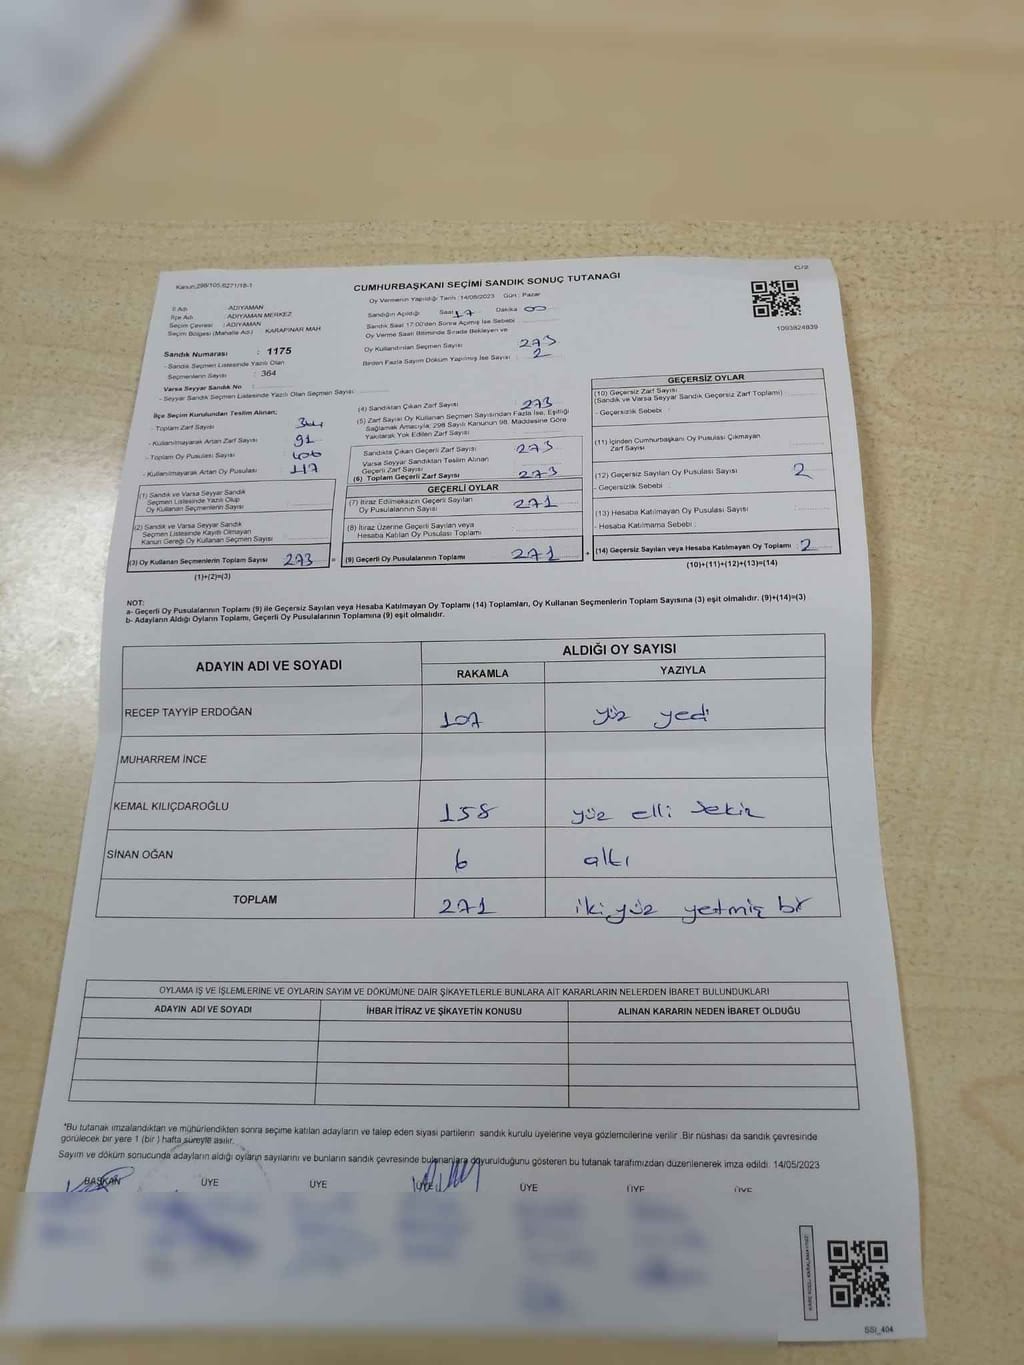 Kanun:298/105,6271/18-1
C/2
CUMHURBAŞKANI SEÇİMİ SANDIK SONUÇ TUTANAĞI
Oy Vermenin Yapıldığı Tarih :14/05/2023 Gün : Pazar
1093824839
İl Adı : ADIYAMAN
İlçe Adı : ADIYAMAN MERKEZ
Seçim Çevresi : ADIYAMAN
Seçim Bölgesi (Mahalle Ad.) : KARAPINAR MAH
Sandık Numarası : 1175
- Sandık Seçmen Listesinde Yazılı Olan
Seçmenlerin Sayısı : 364
Varsa Seyyar Sandık No :
- Seyyar Sandık Seçmen Listesinde Yazılı Olan Seçmen Sayısı :
Sandığın Açıldığı Saat 17 Dakika 00
Sandık Saat 17:00'den Sonra Açılmış İse Sebebi
Oy Verme Saati Bitiminde Sırada Bekleyen ve
Oy Kullandırılan Seçmen Sayısı 273
Birden Fazla Sayım Döküm Yapılmış İse Sayısı : 2
İlçe Seçim Kurulundan Teslim Alınan;
- Toplam Zarf Sayısı
- Kullanılmayarak Artan Zarf Sayısı 91
- Toplam Oy Pusulası Sayısı
- Kullanılmayarak Artan Oy Pusulası
(1) Sandık ve Varsa Seyyar Sandık
Seçmen Listesinde Yazılı Olup
Oy Kullanan Seçmenlerin Sayısı
(2) Sandık ve Varsa Seyyar Sandık
Seçmen Listesinde Kayıtlı Olmayan
Kanun Gereği Oy Kullanan Seçmen Sayısı
(3) Oy Kullanan Seçmenlerin Toplam Sayısı 273
(1)+(2)=(3)
(4) Sandıktan Çıkan Zarf Sayısı 273
(5) Zarf Sayısı Oy Kullanan Seçmen Sayısından Fazla İse, Eşitliği
Sağlamak Amacıyla; 298 Sayılı Kanunun 98. Maddesine Göre
Yakılarak Yok Edilen Zarf Sayısı
Sandıkta Çıkan Geçerli Zarf Sayısı 273
Varsa Seyyar Sandıktan Teslim Alınan
Geçerli Zarf Sayısı
(6) Toplam Geçerli Zarf Sayısı 273
GEÇERLİ OYLAR
(7) İtiraz Edilmeksizin Geçerli Sayılan
Oy Pusulalarının Sayısı 271
(8) İtiraz Üzerine Geçerli Sayılan veya
Hesaba Katılan Oy Pusulası Toplamı
= (9) Geçerli Oy Pusulalarının Toplamı 271
GEÇERSİZ OYLAR
(10) Geçersiz Zarf Sayısı
(Sandık ve Varsa Seyyar Sandık Geçersiz Zarf Toplamı)
- Geçersizlik Sebebi :
(11) İçinden Cumhurbaşkanı Oy Pusulası Çıkmayan
Zarf Sayısı
(12) Geçersiz Sayılan Oy Pusulası Sayısı 2
- Geçersizlik Sebebi :
(13) Hesaba Katılmayan Oy Pusulası Sayısı
- Hesaba Katılmama Sebebi :
+ (14) Geçersiz Sayılan veya Hesaba Katılmayan Oy Toplamı : 2
(10)+(11)+(12)+(13)=(14)
NOT:
a- Geçerli Oy Pusulalarının Toplamı (9) ile Geçersiz Sayılan veya Hesaba Katılmayan Oy Toplamı (14) Toplamları, Oy Kullanan Seçmenlerin Toplam Sayısına (3) eşit olmalıdır. (9)+(14)=(3)
b- Adayların Aldığı Oyların Toplamı, Geçerli Oy Pusulalarının Toplamına (9) eşit olmalıdır.
ADAYIN ADI VE SOYADI ALDIĞI OY SAYISI
RAKAMLA YAZIYLA
RECEP TAYYİP ERDOĞAN 107 yüz yedi
MUHARREM İNCE
KEMAL KILIÇDAROĞLU 158 yüz elli sekiz
SİNAN OĞAN 6 altı
TOPLAM 271 iki yüz yetmiş bir
OYLAMA İŞ VE İŞLEMLERİNE VE OYLARIN SAYIM VE DÖKÜMÜNE DAİR ŞİKAYETLERLE BUNLARA AİT KARARLARIN NELERDEN İBARET BULUNDUKLARI
ADAYIN ADI VE SOYADI İHBAR İTİRAZ VE ŞİKAYETİN KONUSU ALINAN KARARIN NEDEN İBARET OLDUĞU
*Bu tutanak imzalandıktan ve mühürlendikten sonra seçime katılan adayların ve talep eden siyasi partilerin sandık kurulu üyelerine veya gözlemcilerine verilir .Bir nüshası da sandık çevresinde
görülecek bir yere 1 (bir ) hafta süreyle asılır.
Sayım ve döküm sonucunda adayların aldığı oyların sayılarını ve bunların sandık çevresinde bulunanlara duyurulduğunu gösteren bu tutanak tarafımızdan düzenlenerek imza edildi. 14/05/2023
BAŞKAN ÜYE ÜYE ÜYE ÜYE ÜYE ÜYE
SSI_404